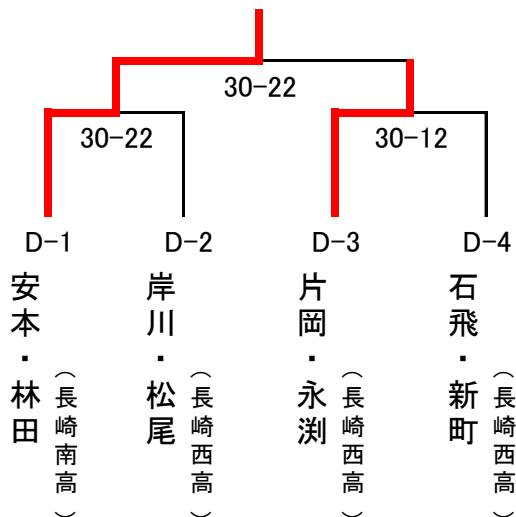 30-22
30-22
30-12
D-1
D-2
D-3
D-4
安本・林田
（長崎南高）
岸川・松尾
（長崎西高）
片岡・永渕
（長崎西高）
石飛・新町
（長崎西高）